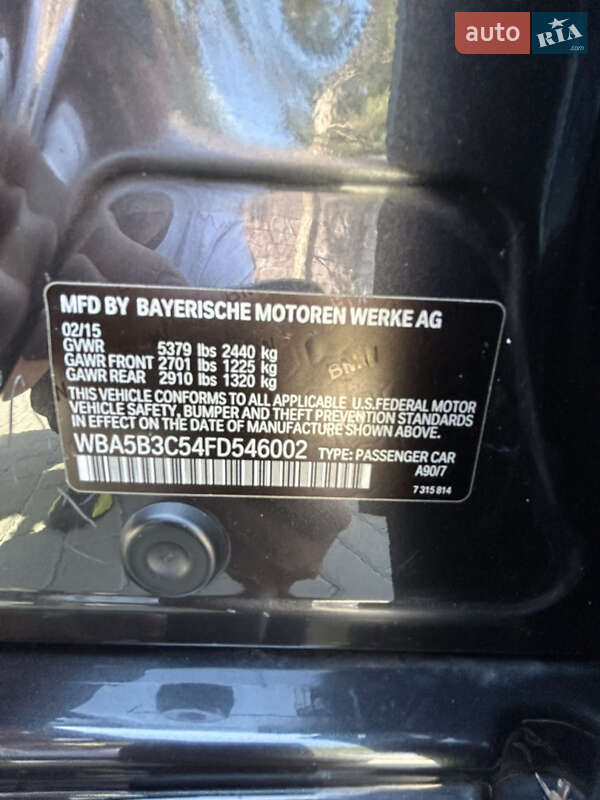 auto RIA.com
MFD BY BAYERISCHE MOTOREN WERKE AG
02/15
GVWR 5379 lbs 2440 kg
GAWR FRONT 2701 lbs 1225 kg
GAWR REAR 2910 lbs 1320 kg
THIS VEHICLE CONFORMS TO ALL APPLICABLE U.S.FEDERAL MOTOR
VEHICLE SAFETY, BUMPER AND THEFT PREVENTION STANDARDS
IN EFFECT ON THE DATE OF MANUFACTURE SHOWN ABOVE.
WBA5B3C54FD546002 TYPE: PASSENGER CAR
A90/7
7 315 814